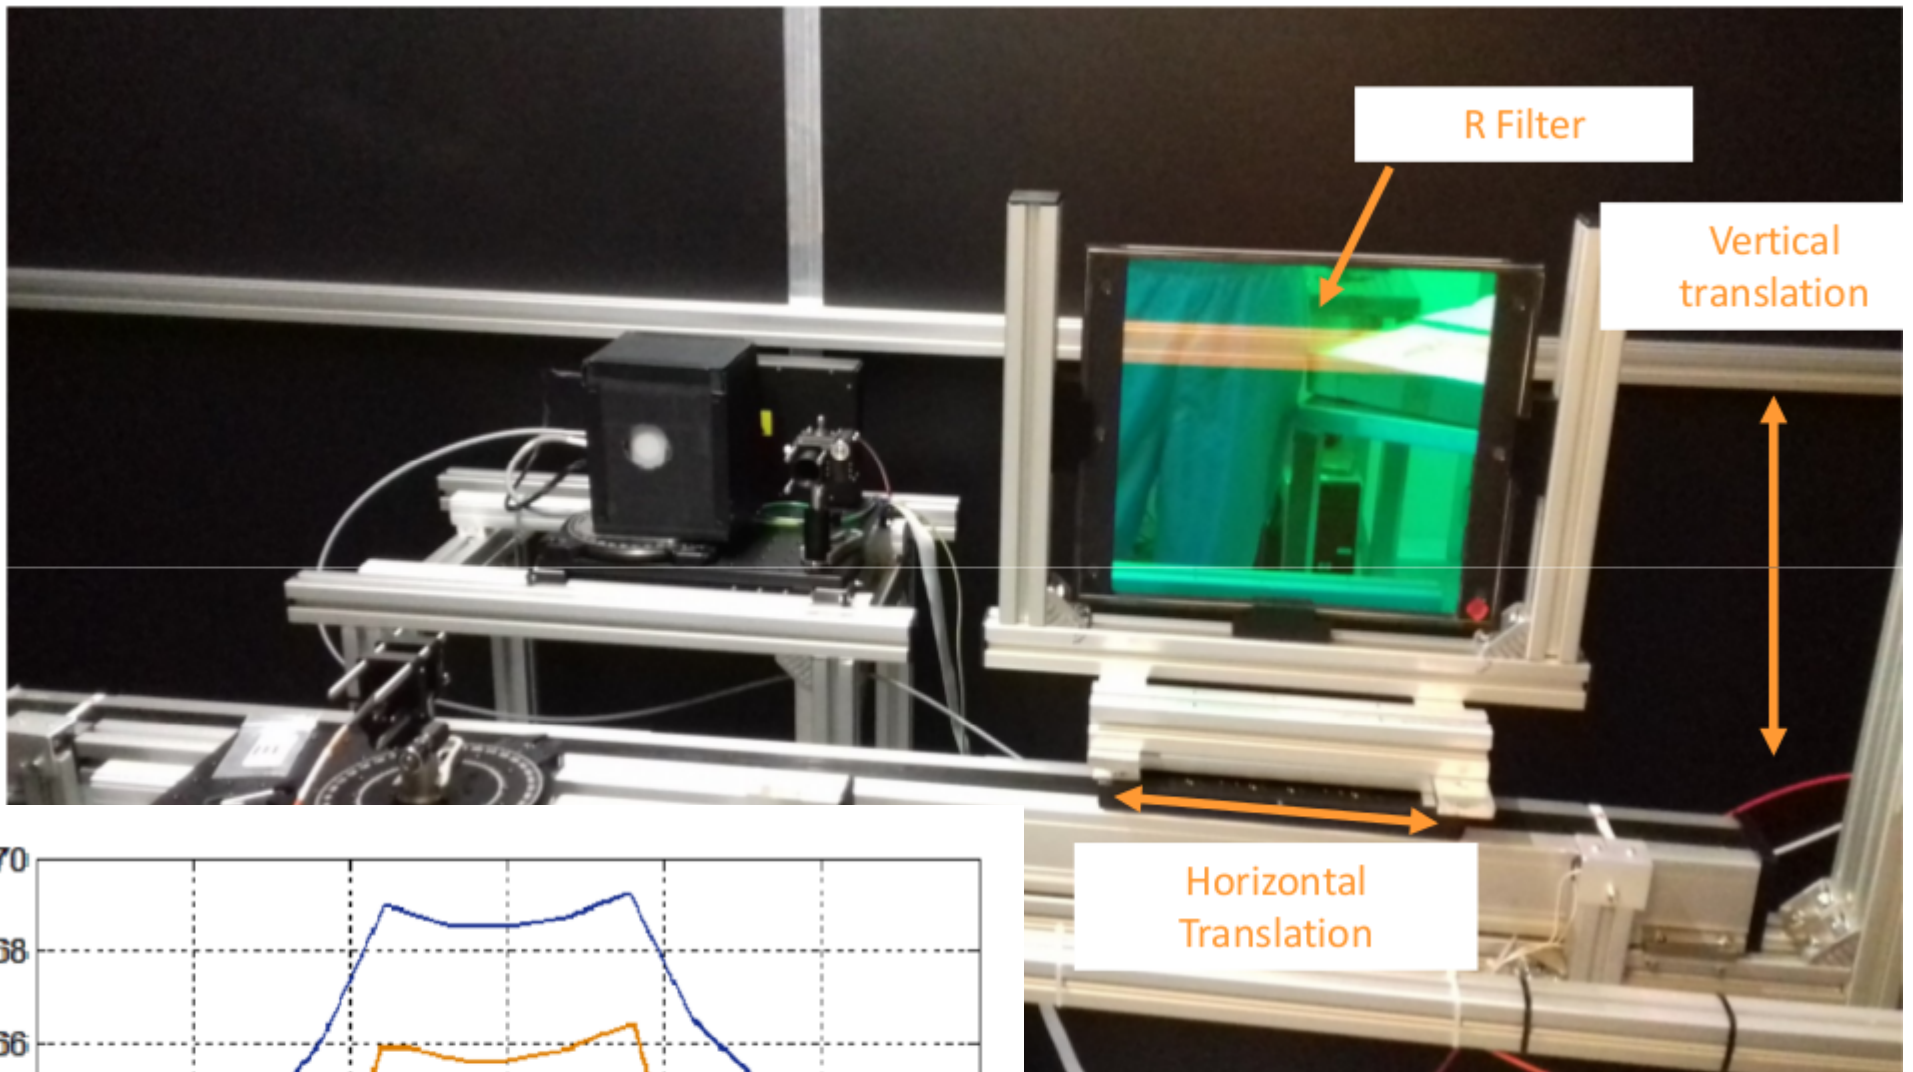 R Filter
Vertical
translation
Horizontal
Translation
70
68
66